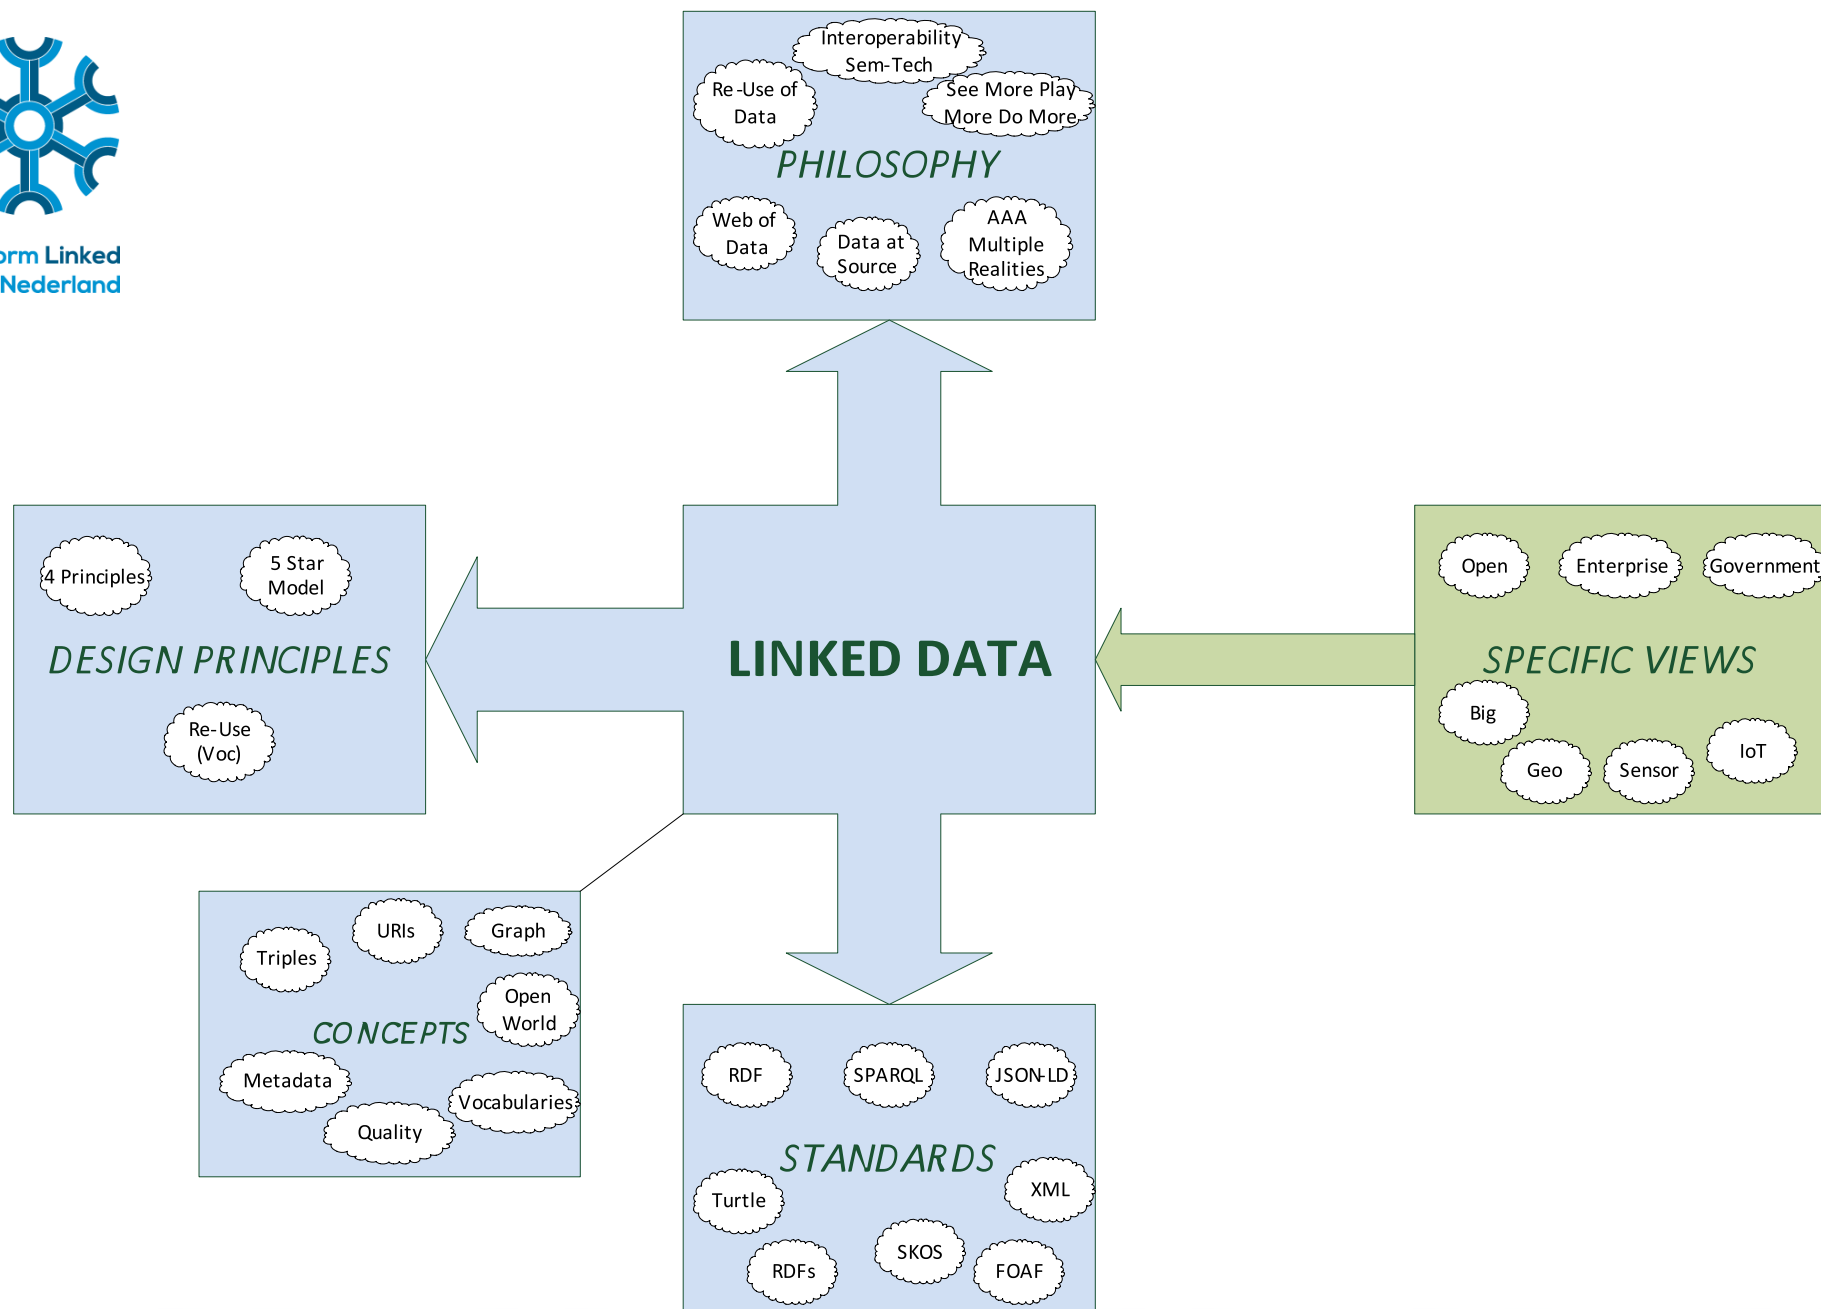 Interoperability
Sem-Tech
Re-Use of
Data
See More Play
More Do More
PHILOSOPHY
Web of
Data
Data at
Source
AAA
Multiple
Realities
orm Linked
Nederland
4 Principles
5 Star
Model
DESIGN PRINCIPLES
Re-Use
(Voc)
LINKED DATA
Open
Enterprise
Government
SPECIFIC VIEWS
Big
Geo
Sensor
IoT
Triples
URIs
Graph
Open
World
CONCEPTS
Metadata
Quality
Vocabularies
RDF
SPARQL
JSON-LD
STANDARDS
Turtle
XML
RDFs
SKOS
FOAF